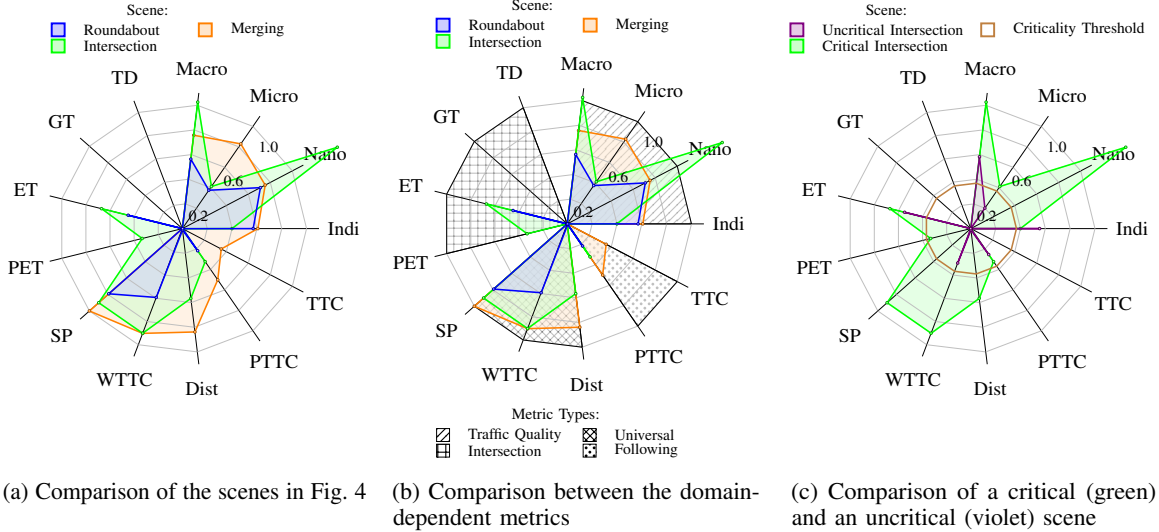 Scene:
Roundabout
Merging
Intersection
Macro
TD
Micro
GT
1.0
Nano
0.6
ET
0.2
Indi
PET
TTC
SP
PTTC
WTTC
Dist
(a) Comparison of the scenes in Fig. 4
Scene:
Roundabout
Merging
Intersection
Macro
TD
Micro
GT
1.0
Nano
0.6
ET
0.2
Indi
PET
TTC
SP
PTTC
WTTC
Dist
Metric Types:
Traffic Quality
Universal
Intersection
Following
(b) Comparison between the domain-
dependent metrics
Scene:
Uncritical Intersection
Criticality Threshold
Critical Intersection
Macro
TD
Micro
GT
1.0
Nano
0.6
ET
0.2
Indi
PET
TTC
SP
PTTC
WTTC
Dist
(c) Comparison of a critical (green)
and an uncritical (violet) scene